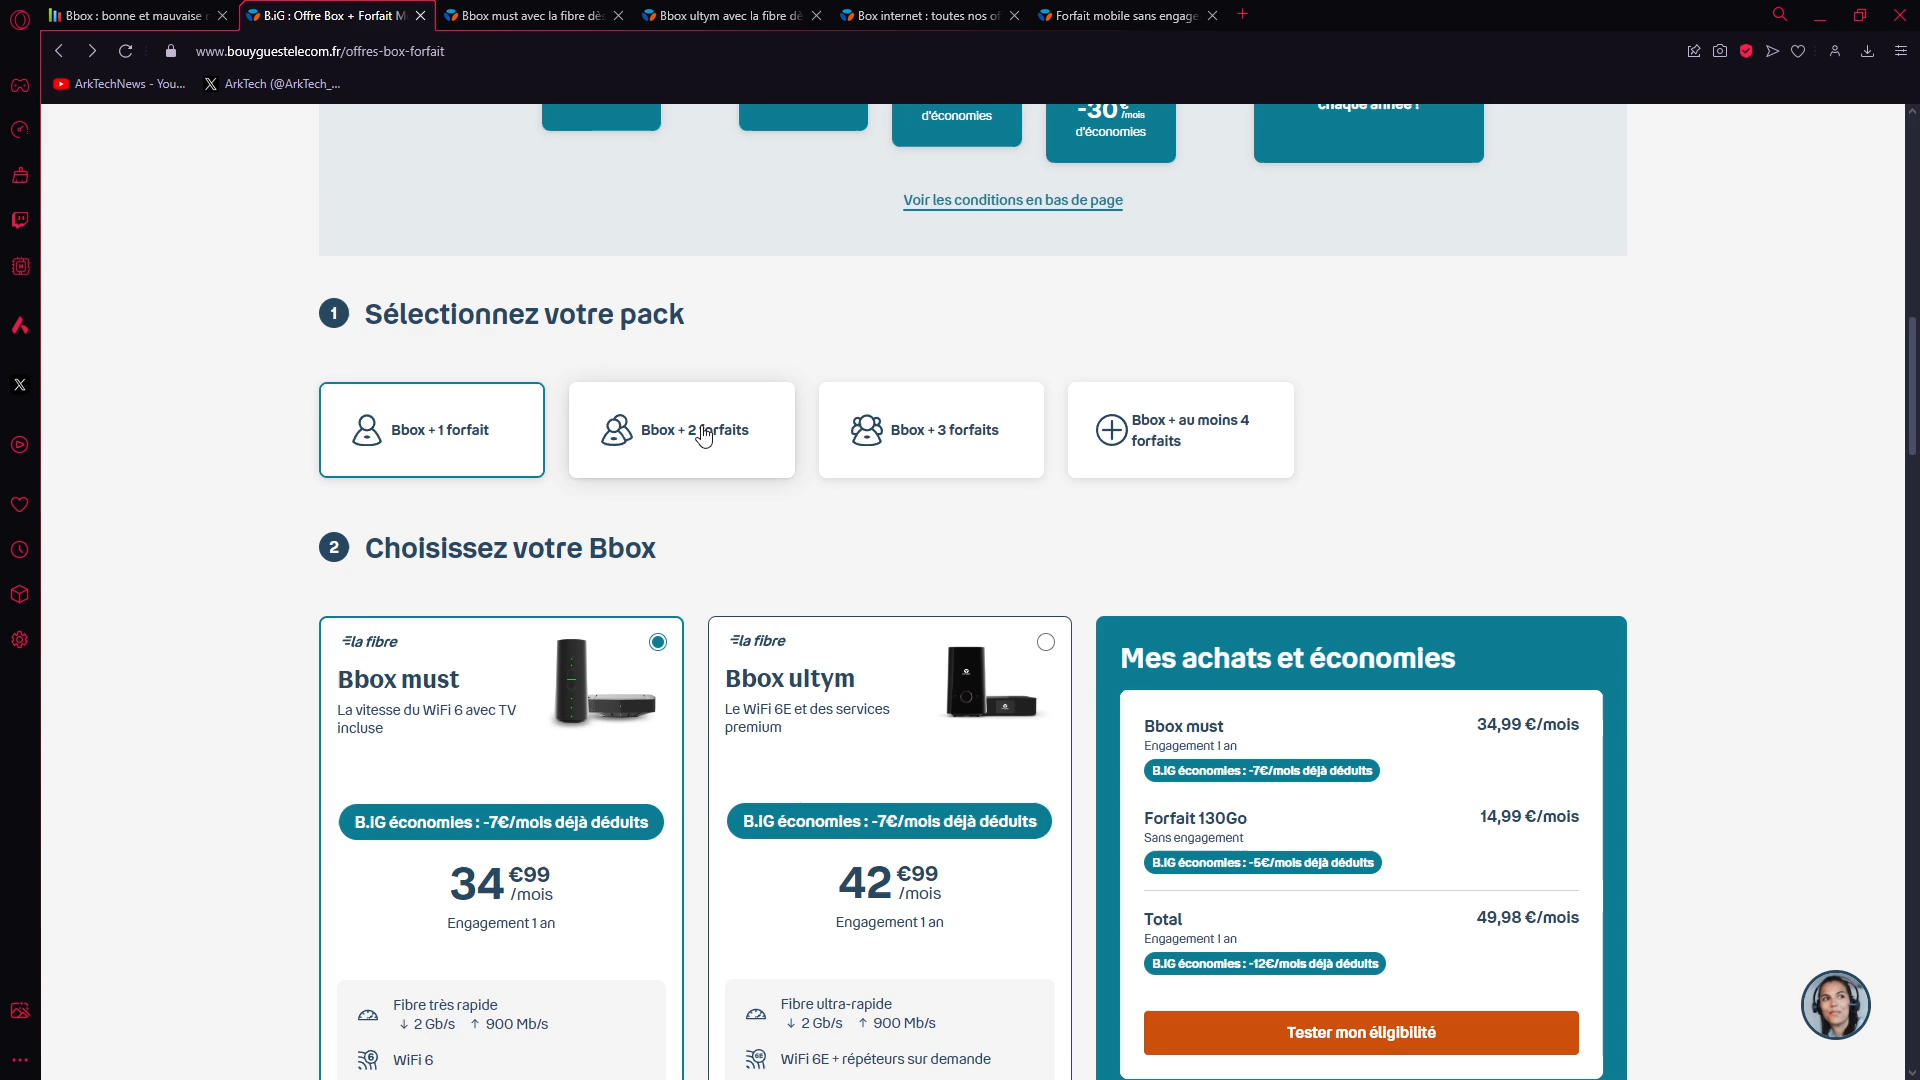 Bbox : bonne et mauvaise
B.iG : Offre Box + Forfait M
Bbox must avec la fibre dès
Bbox ultym avec la fibre dè
Box internet : toutes nos of
Forfait mobile sans engage
www.bouyguestelecom.fr/offres-box-forfait
ArkTechNews - You...
ArkTech (@ArkTech_...
d'économies
-30€/mois
d'économies
chaque année !
Voir les conditions en bas de page
1 Sélectionnez votre pack
Bbox + 1 forfait
Bbox + 2 forfaits
Bbox + 3 forfaits
Bbox + au moins 4
forfaits
2 Choisissez votre Bbox
la fibre
Bbox must
La vitesse du WiFi 6 avec TV
incluse
B.iG économies : -7€/mois déjà déduits
34€99/mois
Engagement 1 an
Fibre très rapide
↓ 2 Gb/s ↑ 900 Mb/s
6
WiFi 6
la fibre
Bbox ultym
Le WiFi 6E et des services
premium
B.iG économies : -7€/mois déjà déduits
42€99/mois
Engagement 1 an
Fibre ultra-rapide
↓ 2 Gb/s ↑ 900 Mb/s
6E
WiFi 6E + répéteurs sur demande
Mes achats et économies
Bbox must 34,99 €/mois
Engagement 1 an
B.iG économies : -7€/mois déjà déduits
Forfait 130Go 14,99 €/mois
Sans engagement
B.iG économies : -5€/mois déjà déduits
Total 49,98 €/mois
Engagement 1 an
B.iG économies : -12€/mois déjà déduits
Tester mon éligibilité